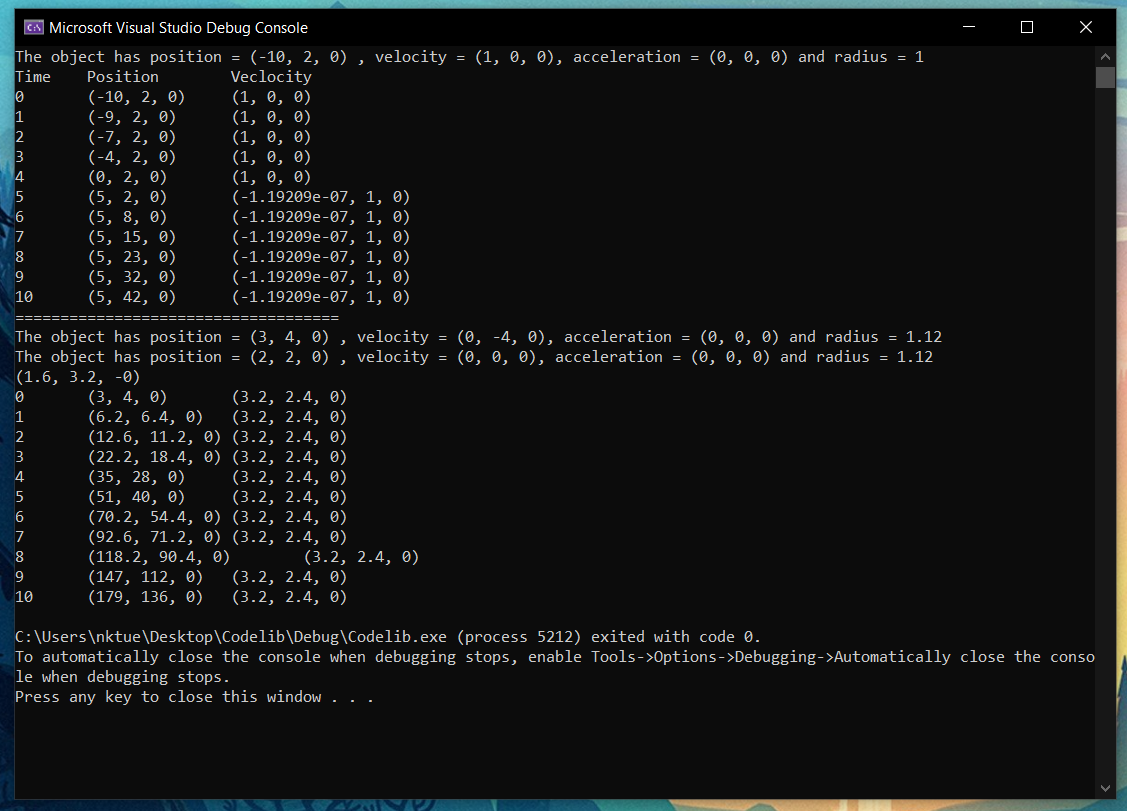 Microsoft Visual Studio Debug Console
The object has position = (-10, 2, 0) , velocity = (1, 0, 0), acceleration = (0, 0, 0) and radius = 1
Time Position Veclocity
0 (-10, 2, 0) (1, 0, 0)
1 (-9, 2, 0) (1, 0, 0)
2 (-7, 2, 0) (1, 0, 0)
3 (-4, 2, 0) (1, 0, 0)
4 (0, 2, 0) (1, 0, 0)
5 (5, 2, 0) (-1.19209e-07, 1, 0)
6 (5, 8, 0) (-1.19209e-07, 1, 0)
7 (5, 15, 0) (-1.19209e-07, 1, 0)
8 (5, 23, 0) (-1.19209e-07, 1, 0)
9 (5, 32, 0) (-1.19209e-07, 1, 0)
10 (5, 42, 0) (-1.19209e-07, 1, 0)
====================================
The object has position = (3, 4, 0) , velocity = (0, -4, 0), acceleration = (0, 0, 0) and radius = 1.12
The object has position = (2, 2, 0) , velocity = (0, 0, 0), acceleration = (0, 0, 0) and radius = 1.12
(1.6, 3.2, -0)
0 (3, 4, 0) (3.2, 2.4, 0)
1 (6.2, 6.4, 0) (3.2, 2.4, 0)
2 (12.6, 11.2, 0) (3.2, 2.4, 0)
3 (22.2, 18.4, 0) (3.2, 2.4, 0)
4 (35, 28, 0) (3.2, 2.4, 0)
5 (51, 40, 0) (3.2, 2.4, 0)
6 (70.2, 54.4, 0) (3.2, 2.4, 0)
7 (92.6, 71.2, 0) (3.2, 2.4, 0)
8 (118.2, 90.4, 0) (3.2, 2.4, 0)
9 (147, 112, 0) (3.2, 2.4, 0)
10 (179, 136, 0) (3.2, 2.4, 0)
C:\Users\nktue\Desktop\Codelib\Debug\Codelib.exe (process 5212) exited with code 0.
To automatically close the console when debugging stops, enable Tools->Options->Debugging->Automatically close the conso
le when debugging stops.
Press any key to close this window . . .